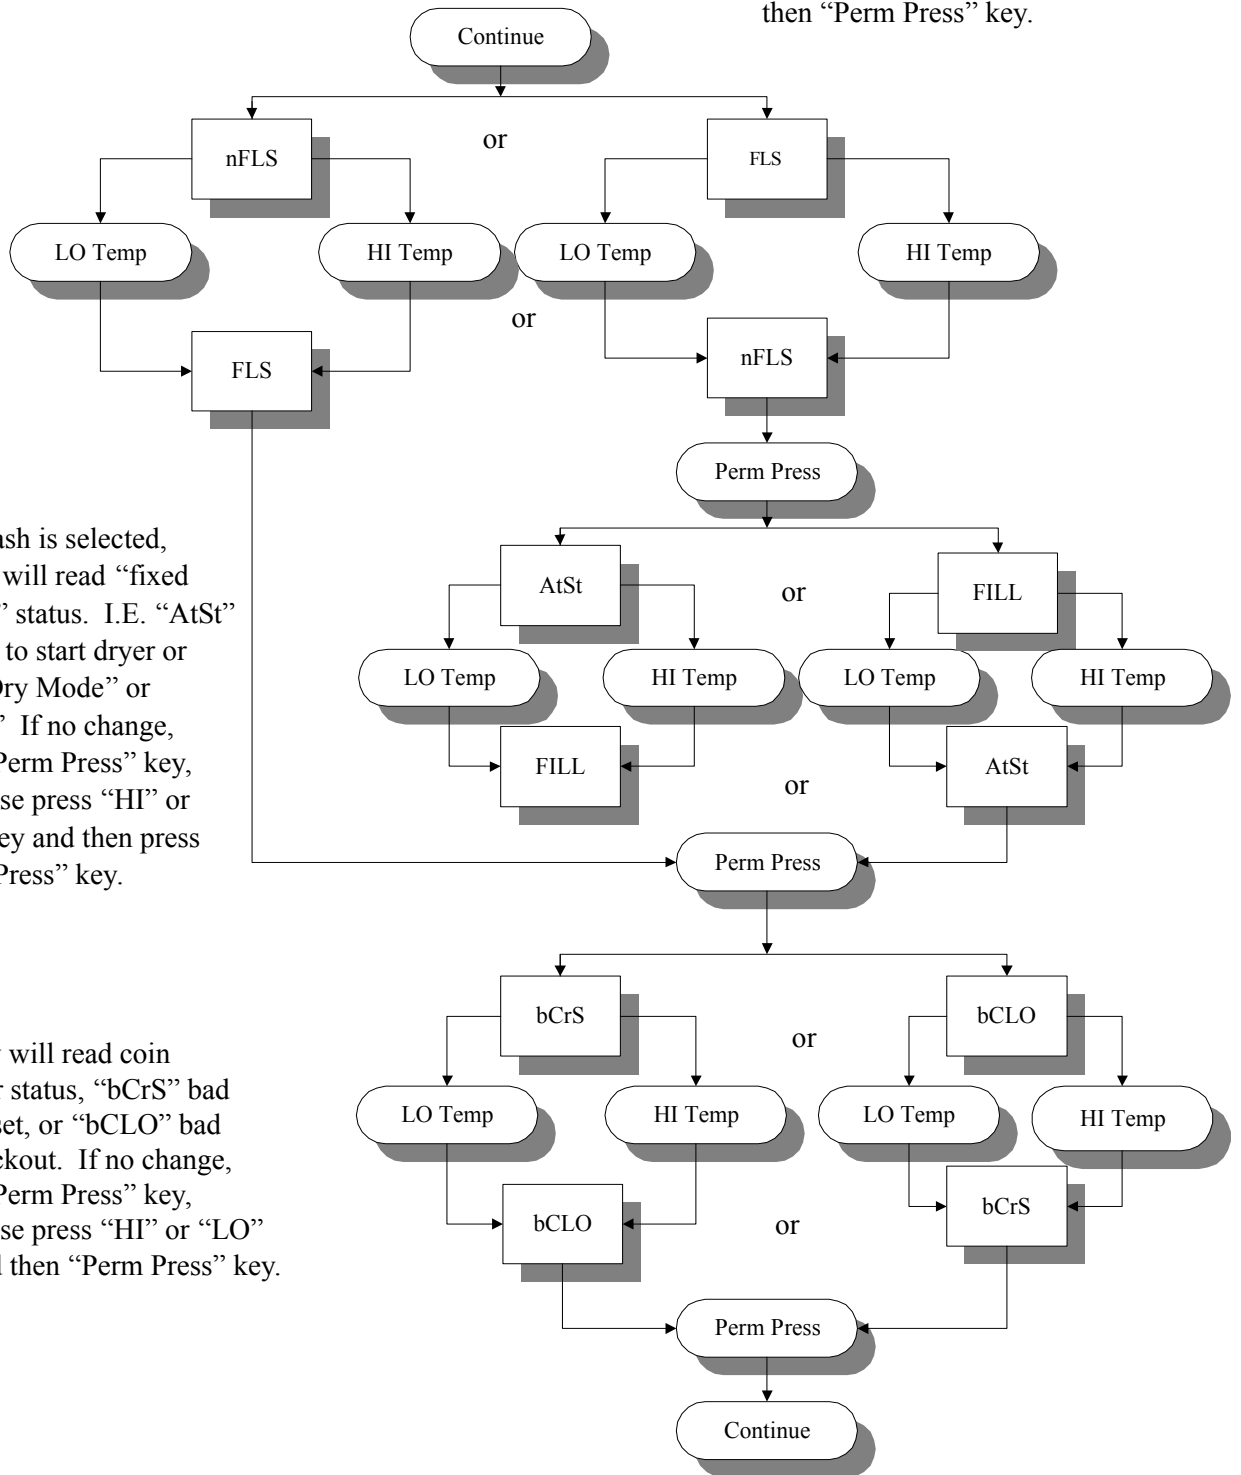 then “Perm Press” key.
Continue
or
nFLS
FLS
LO Temp
HI Temp
LO Temp
HI Temp
or
FLS
nFLS
Perm Press
ash is selected,
will read “fixed
” status. I.E. “AtSt”
to start dryer or
Dry Mode” or
” If no change,
Perm Press” key,
se press “HI” or
ey and then press
Press” key.
AtSt
or
FILL
LO Temp
HI Temp
LO Temp
HI Temp
FILL
or
AtSt
Perm Press
bCrS
or
bCLO
LO Temp
HI Temp
LO Temp
HI Temp
bCLO
or
bCrS
Perm Press
Continue
will read coin
r status, “bCrS” bad
set, or “bCLO” bad
ckout. If no change,
Perm Press” key,
se press “HI” or “LO”
then “Perm Press” key.